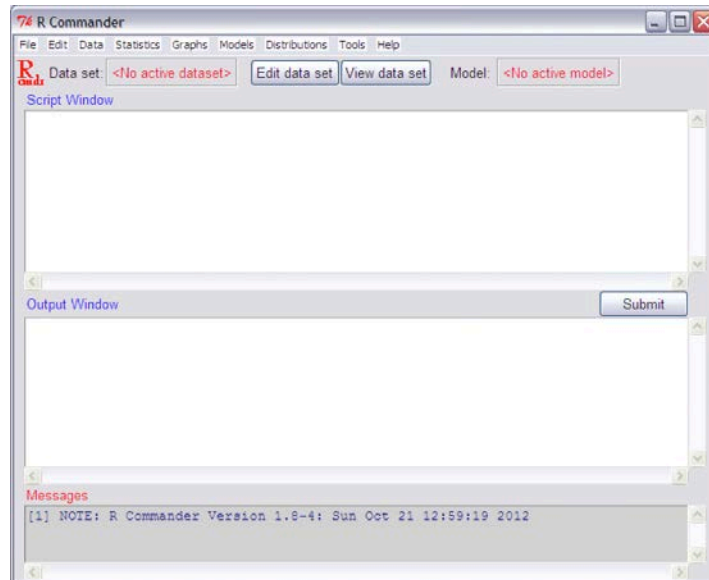 R Commander
File Edit Data Statistics Graphs Models Distributions Tools Help
R cmdr Data set: <No active dataset> Edit data set View data set Model: <No active model>
Script Window
Output Window Submit
Messages
[1] NOTE: R Commander Version 1.8-4: Sun Oct 21 12:59:19 2012